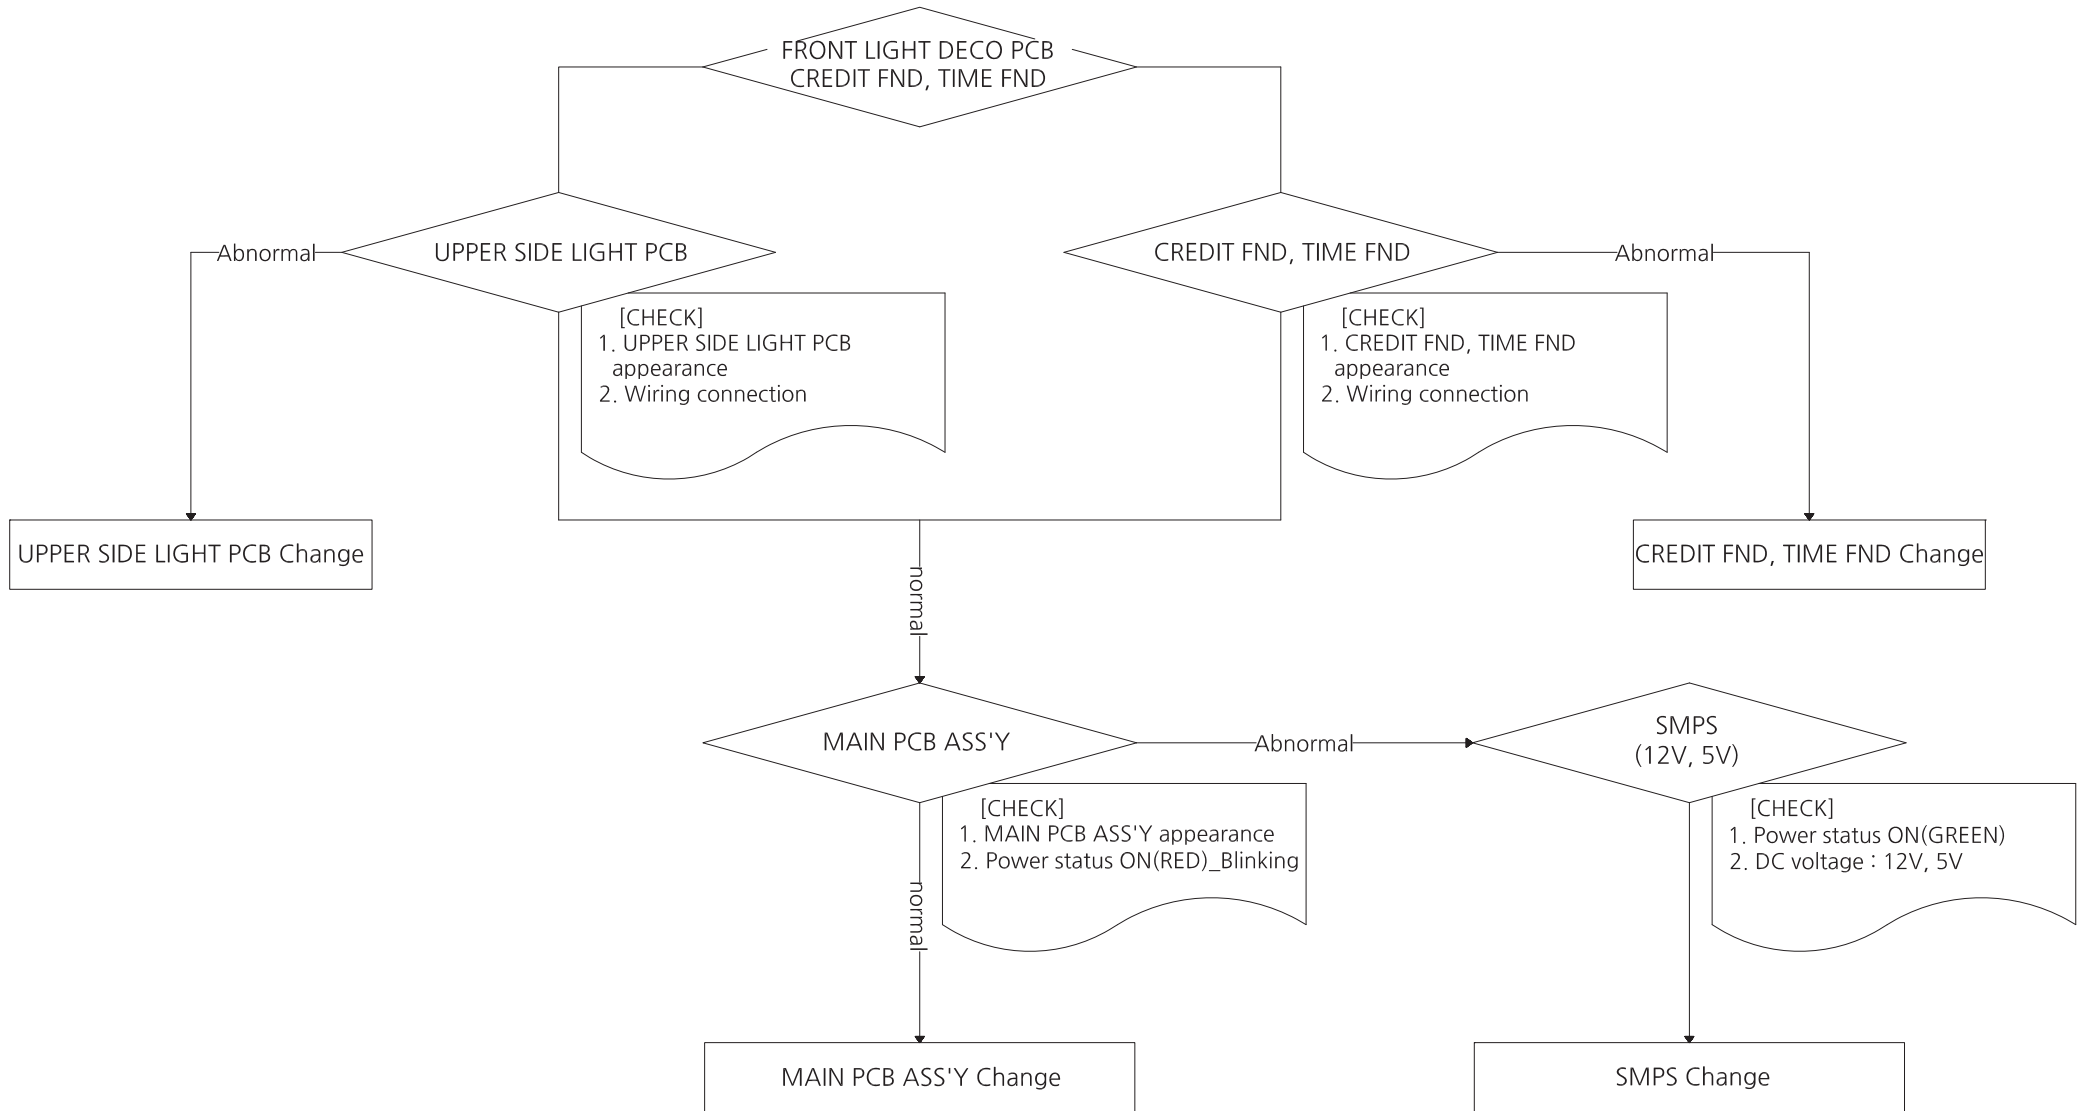 FRONT LIGHT DECO PCB
CREDIT FND, TIME FND
Abnormal
UPPER SIDE LIGHT PCB
CREDIT FND, TIME FND
Abnormal
[CHECK]
1. UPPER SIDE LIGHT PCB
appearance
2. Wiring connection
[CHECK]
1. CREDIT FND, TIME FND
appearance
2. Wiring connection
UPPER SIDE LIGHT PCB Change
CREDIT FND, TIME FND Change
normal
MAIN PCB ASS'Y
Abnormal
SMPS
(12V, 5V)
[CHECK]
1. MAIN PCB ASS'Y appearance
2. Power status ON(RED)_Blinking
[CHECK]
1. Power status ON(GREEN)
2. DC voltage : 12V, 5V
normal
MAIN PCB ASS'Y Change
SMPS Change